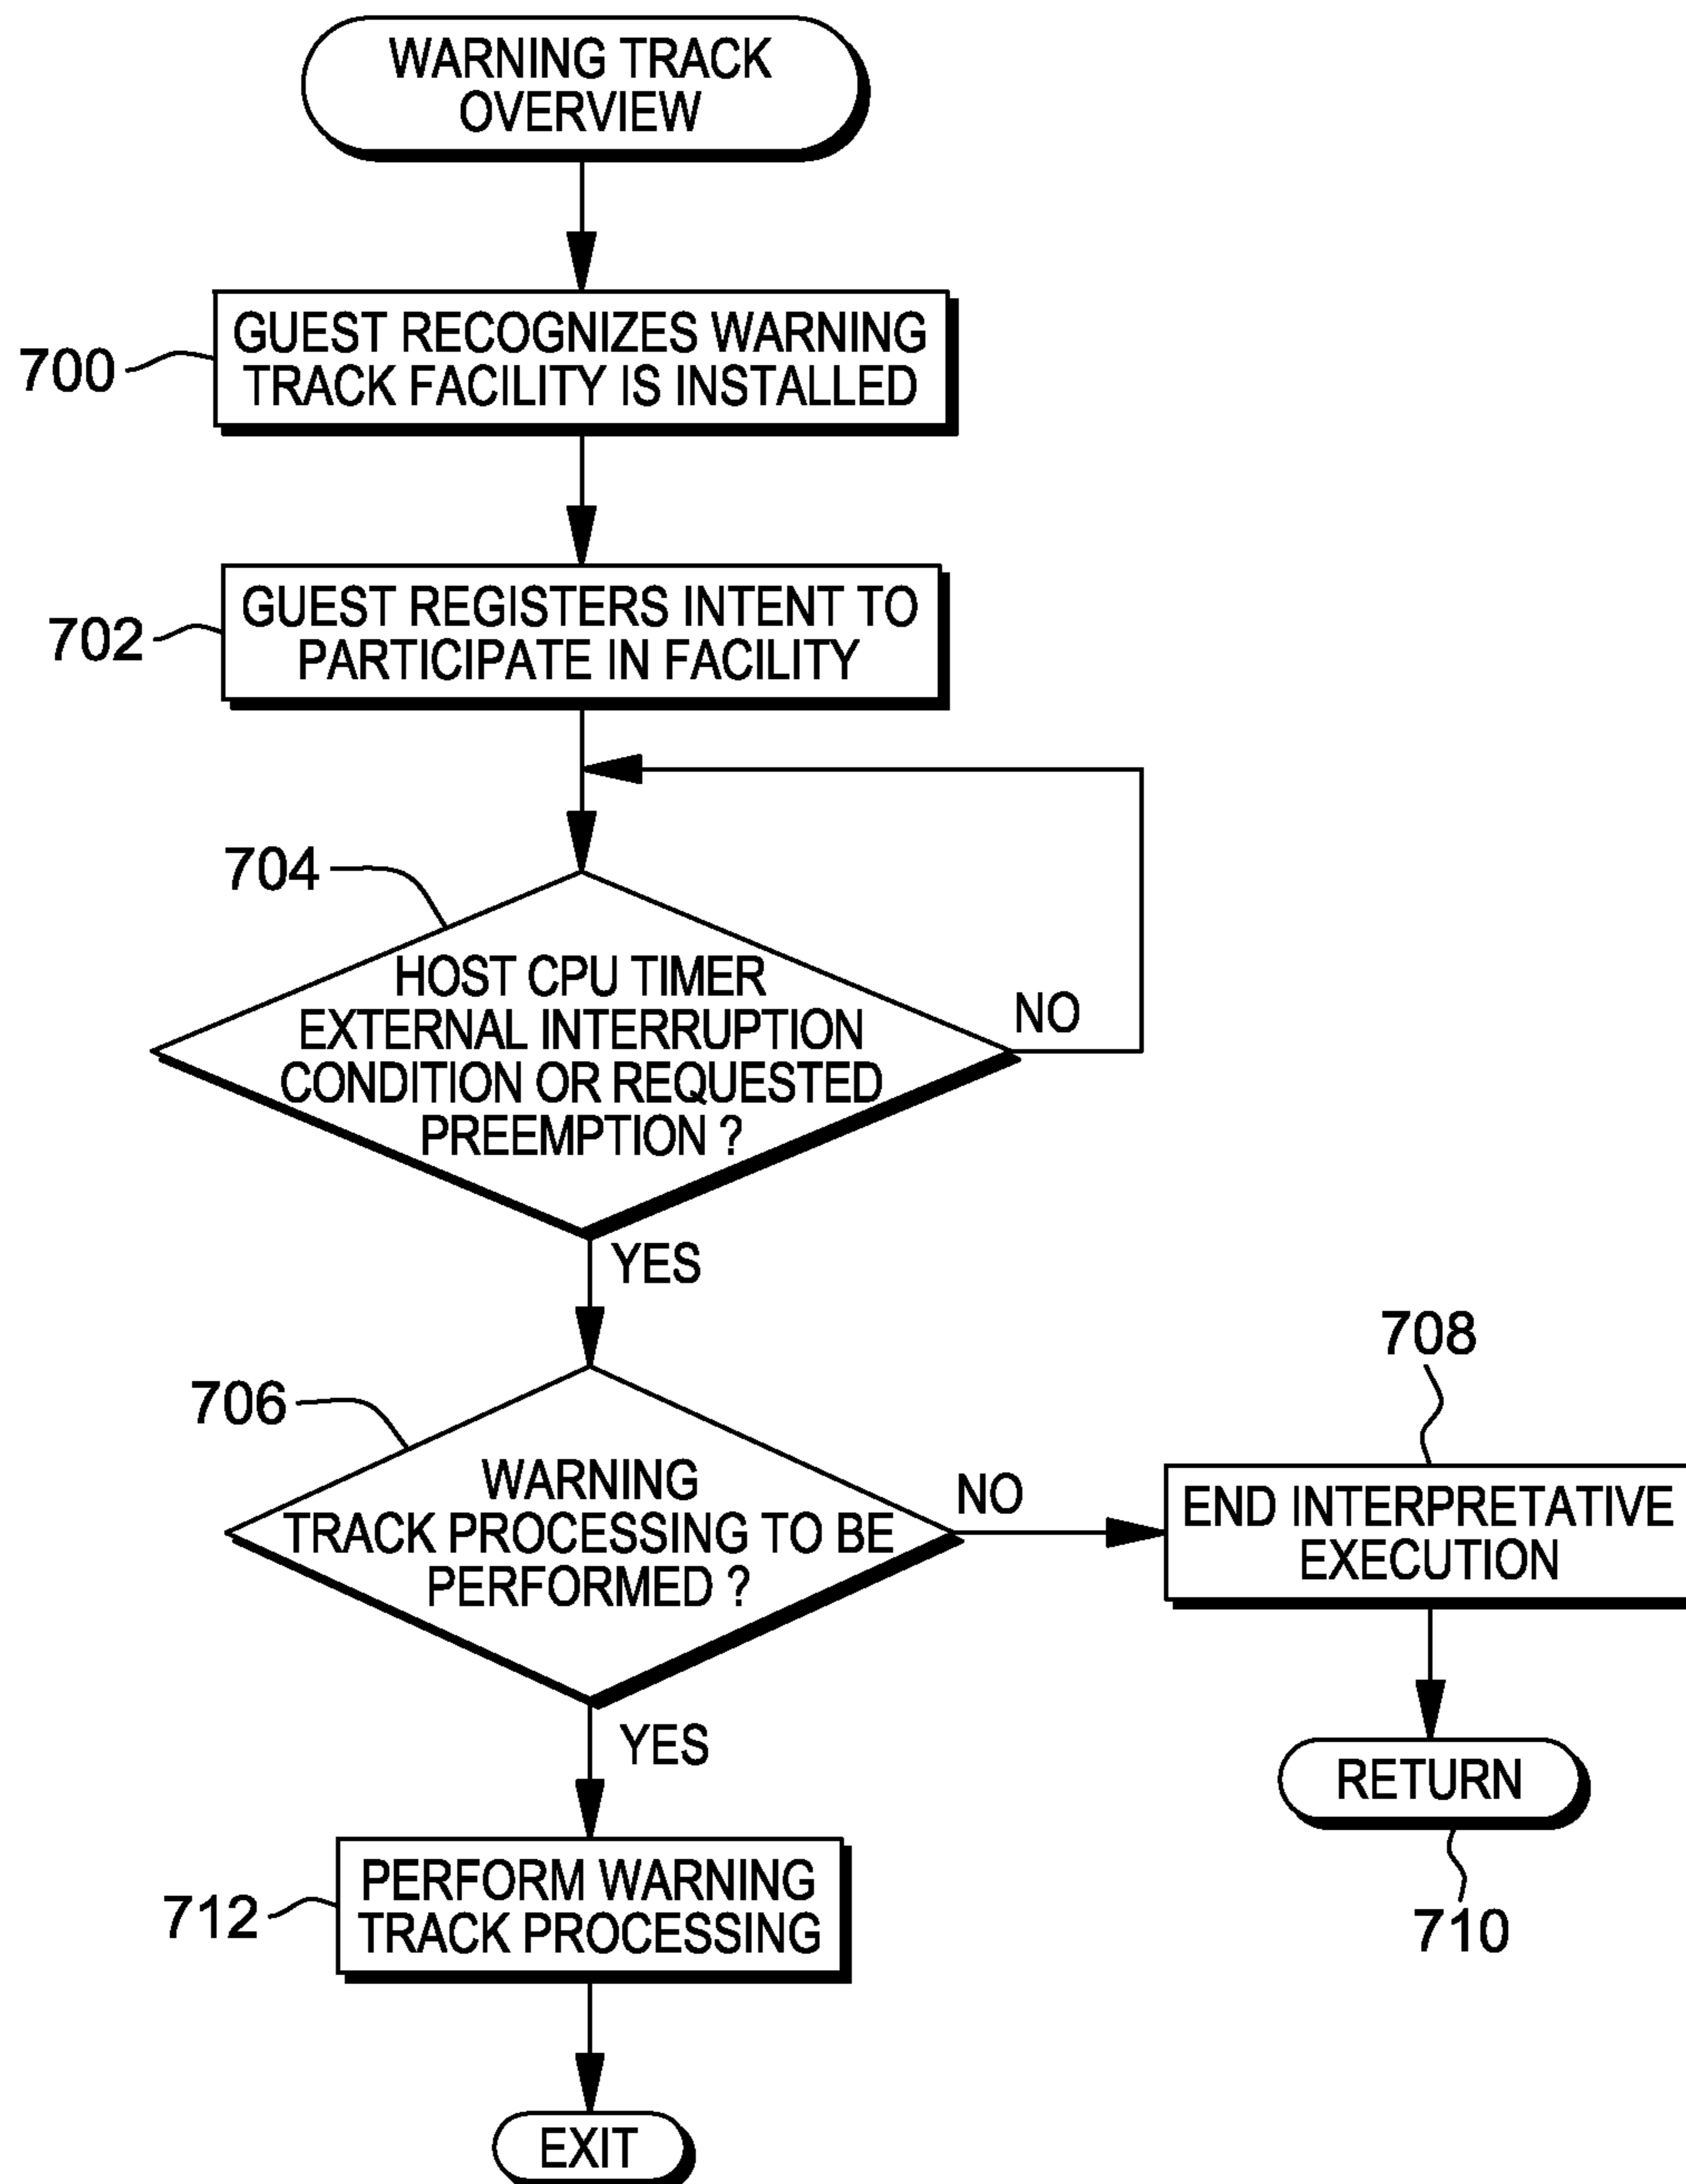 WARNING TRACK
OVERVIEW
700
GUEST RECOGNIZES WARNING
TRACK FACILITY IS INSTALLED
702
GUEST REGISTERS INTENT TO
PARTICIPATE IN FACILITY
704
HOST CPU TIMER
EXTERNAL INTERRUPTION
CONDITION OR REQUESTED
PREEMPTION ?
NO
YES
706
WARNING
TRACK PROCESSING TO BE
PERFORMED ?
NO
708
END INTERPRETATIVE
EXECUTION
RETURN
710
YES
712
PERFORM WARNING
TRACK PROCESSING
EXIT